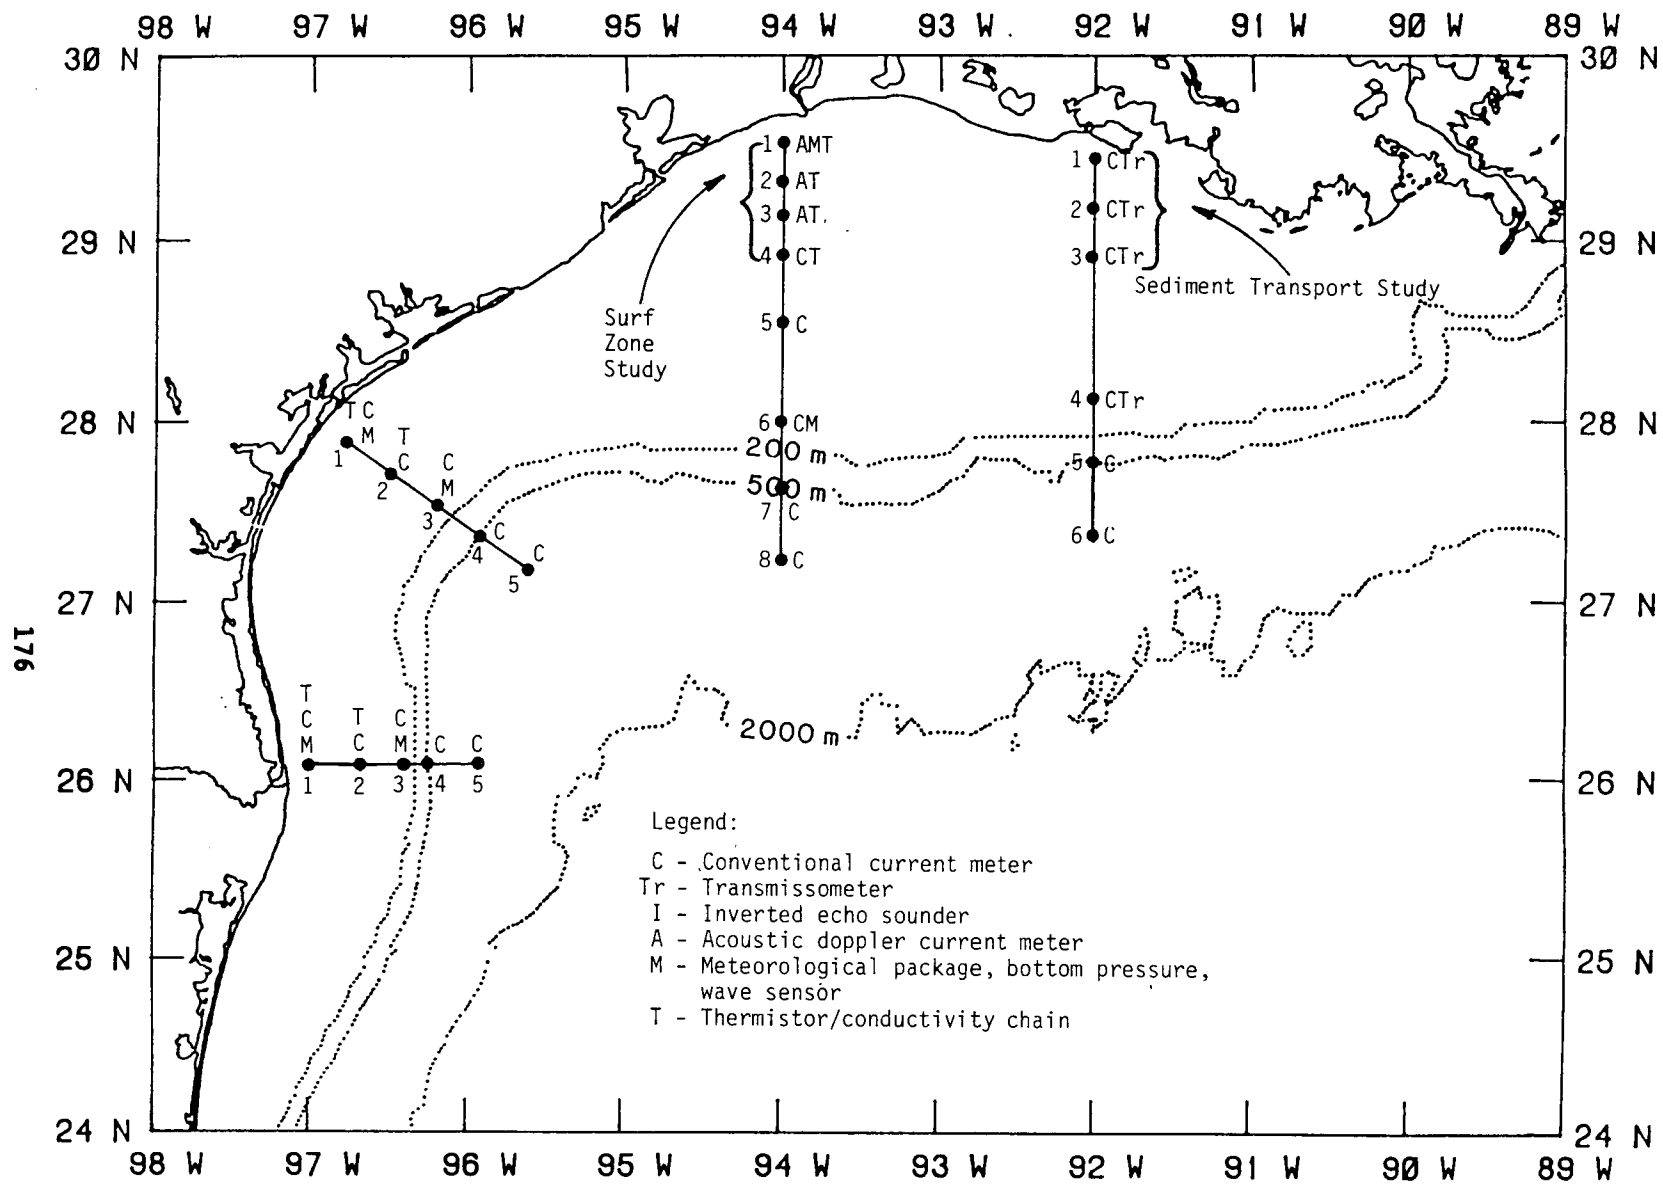 98 W 97 W 96 W 95 W 94 W 93 W 92 W 91 W 90 W 89 W
30 N 30 N
1 AMT
2 AT
3 AT.
4 CT
5 C
6 CM
7 C
8 C
1 CTr
2 CTr
3 CTr
4 CTr
5 C
6 C
29 N 29 N
Sediment Transport Study
Surf
Zone
Study
28 N 28 N
T C
M
1
T
C
2
C
M
3
C
4
C
5
200 m
500 m
27 N 27 N
176
T
C
M
1
T
C
2
C
M
3
C
4
C
5
2000 m
26 N 26 N
Legend:
C - Conventional current meter
Tr - Transmissometer
I - Inverted echo sounder
A - Acoustic doppler current meter
M - Meteorological package, bottom pressure,
wave sensor
T - Thermistor/conductivity chain
25 N 25 N
24 N 24 N
98 W 97 W 96 W 95 W 94 W 93 W 92 W 91 W 90 W 89 W